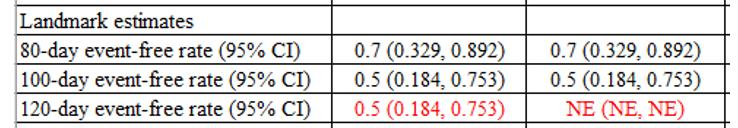 Landmark estimates
80-day event-free rate (95% CI) 0.7 (0.329, 0.892) 0.7 (0.329, 0.892)
100-day event-free rate (95% CI) 0.5 (0.184, 0.753) 0.5 (0.184, 0.753)
120-day event-free rate (95% CI) 0.5 (0.184, 0.753) NE (NE, NE)